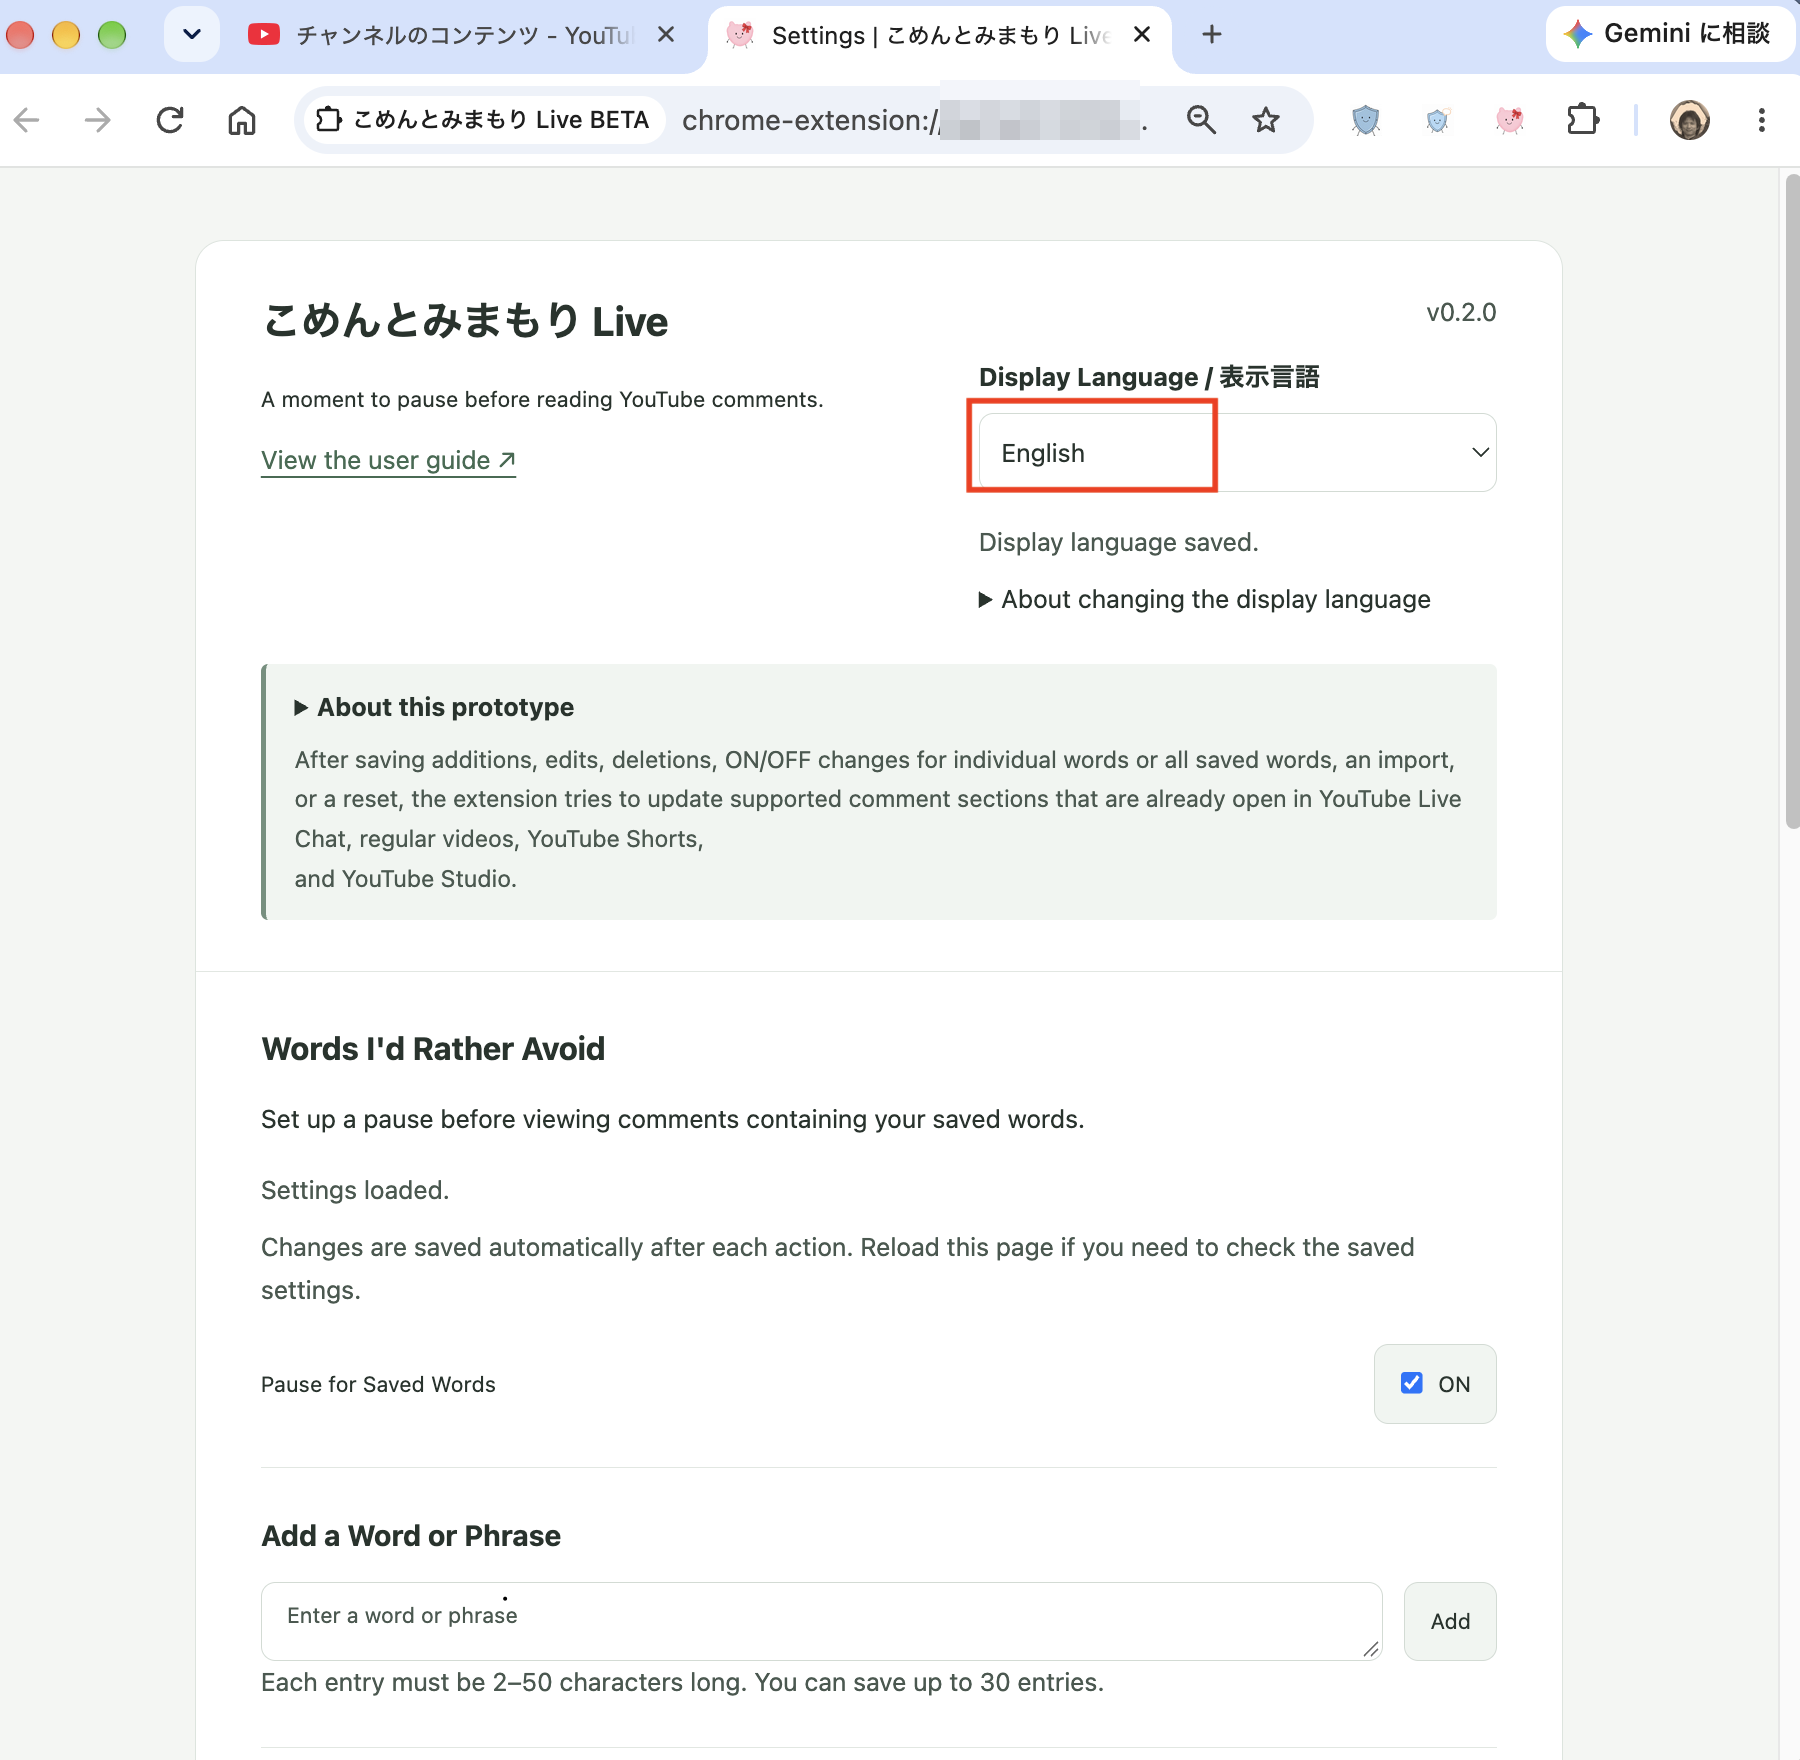 チャンネルのコンテンツ - YouTu
Settings | こめんとみまもり Live
Gemini に相談
こめんとみまもり Live BETA
chrome-extension://
こめんとみまもり Live
v0.2.0
Display Language / 表示言語
A moment to pause before reading YouTube comments.
English
View the user guide ↗
Display language saved.
▶ About changing the display language
▶ About this prototype
After saving additions, edits, deletions, ON/OFF changes for individual words or all saved words, an import,
or a reset, the extension tries to update supported comment sections that are already open in YouTube Live
Chat, regular videos, YouTube Shorts,
and YouTube Studio.
Words I'd Rather Avoid
Set up a pause before viewing comments containing your saved words.
Settings loaded.
Changes are saved automatically after each action. Reload this page if you need to check the saved
settings.
Pause for Saved Words
ON
Add a Word or Phrase
Enter a word or phrase
Add
Each entry must be 2–50 characters long. You can save up to 30 entries.